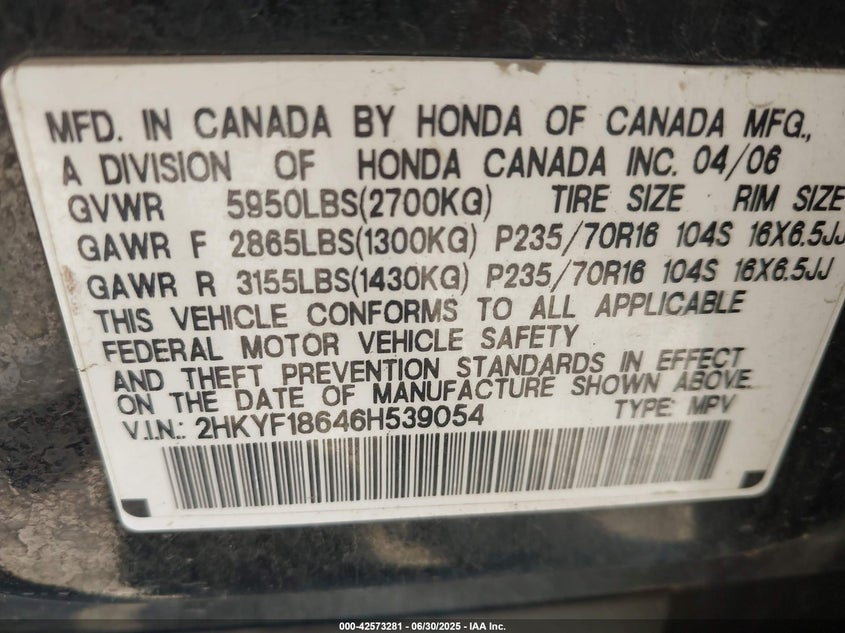 MFD. IN CANADA BY HONDA OF CANADA MFG.,
A DIVISION OF HONDA CANADA INC. 04/06
GVWR 5950LBS(2700KG) TIRE SIZE RIM SIZE
GAWR F 2865LBS(1300KG) P235/70R16 104S 16X6.5JJ
GAWR R 3155LBS(1430KG) P235/70R16 104S 16X6.5JJ
THIS VEHICLE CONFORMS TO ALL APPLICABLE
FEDERAL MOTOR VEHICLE SAFETY
AND THEFT PREVENTION STANDARDS IN EFFECT
ON THE DATE OF MANUFACTURE SHOWN ABOVE.
V.I.N.: 2HKYF18646H539054 TYPE: MPV
000-42573281 - 06/30/2025 - IAA Inc.